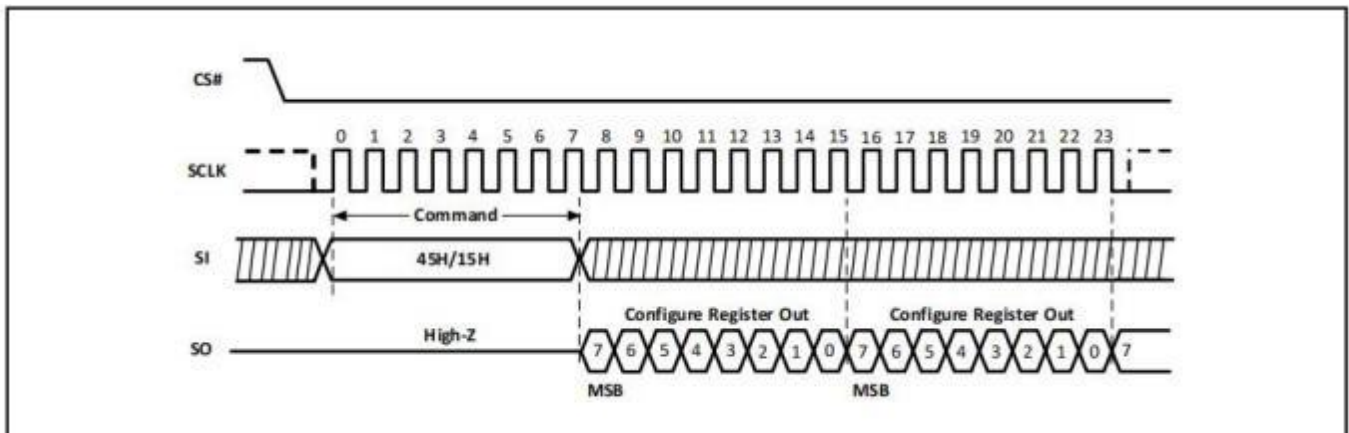 CS#
0 1 2 3 4 5 6 7 8 9 10 11 12 13 14 15 16 17 18 19 20 21 22 23
SCLK
Command
SI
45H/15H
Configure Register Out Configure Register Out
High-Z
SO
7 6 5 4 3 2 1 0 7 6 5 4 3 2 1 0 7
MSB MSB